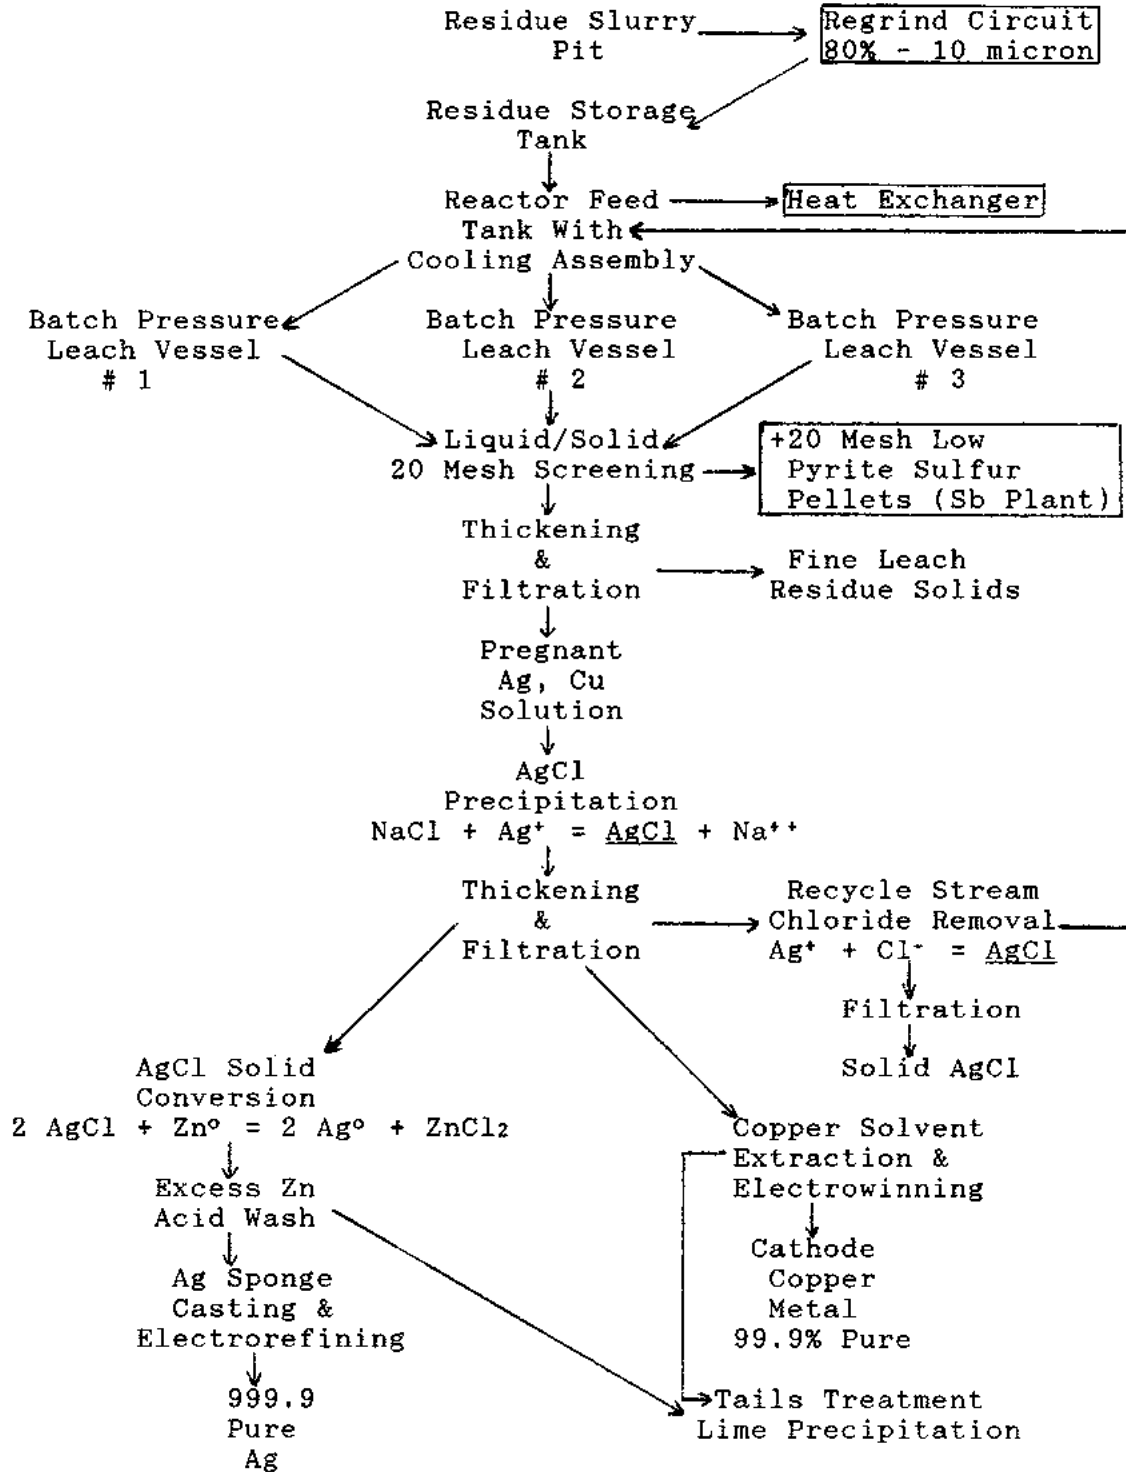 Residue Slurry
Pit
Regrind Circuit
80% - 10 micron
Residue Storage
Tank
Reactor Feed
Tank With
Cooling Assembly
Heat Exchanger
Batch Pressure
Leach Vessel
# 1
Batch Pressure
Leach Vessel
# 2
Batch Pressure
Leach Vessel
# 3
Liquid/Solid
20 Mesh Screening
+20 Mesh Low
Pyrite Sulfur
Pellets (Sb Plant)
Thickening
&
Filtration
Fine Leach
Residue Solids
Pregnant
Ag, Cu
Solution
AgCl
Precipitation
NaCl + Ag⁺ = AgCl + Na⁺⁺
Thickening
&
Filtration
Recycle Stream
Chloride Removal
Ag⁺ + Cl⁻ = AgCl
Filtration
Solid AgCl
AgCl Solid
Conversion
2 AgCl + Zn° = 2 Ag° + ZnCl₂
Excess Zn
Acid Wash
Ag Sponge
Casting &
Electrorefining
999.9
Pure
Ag
Copper Solvent
Extraction &
Electrowinning
Cathode
Copper
Metal
99.9% Pure
Tails Treatment
Lime Precipitation